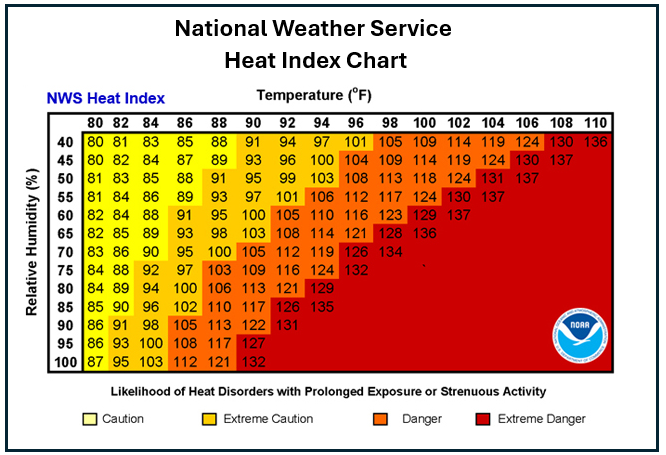 National Weather Service
Heat Index Chart
NWS Heat Index
Temperature (°F)
80 82 84 86 88 90 92 94 96 98 100 102 104 106 108 110
Relative Humidity (%)
40 80 81 83 85 88 91 94 97 101 105 109 114 119 124 130 136
45 80 82 84 87 89 93 96 100 104 109 114 119 124 130 137
50 81 83 85 88 91 95 99 103 108 113 118 124 131 137
55 81 84 86 89 93 97 101 106 112 117 124 130 137
60 82 84 88 91 95 100 105 110 116 123 129 137
65 82 85 89 93 98 103 108 114 121 128 136
70 83 86 90 95 100 105 112 119 126 134
75 84 88 92 97 103 109 116 124 132
80 84 89 94 100 106 113 121 129
85 85 90 96 102 110 117 126 135
90 86 91 98 105 113 122 131
95 86 93 100 108 117 127
100 87 95 103 112 121 132
NOAA
Likelihood of Heat Disorders with Prolonged Exposure or Strenuous Activity
Caution Extreme Caution Danger Extreme Danger